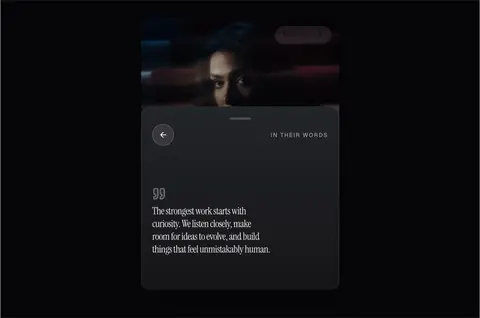 IN THEIR WORDS
The strongest work starts with
curiosity. We listen closely, make
room for ideas to evolve, and build
things that feel unmistakably human.